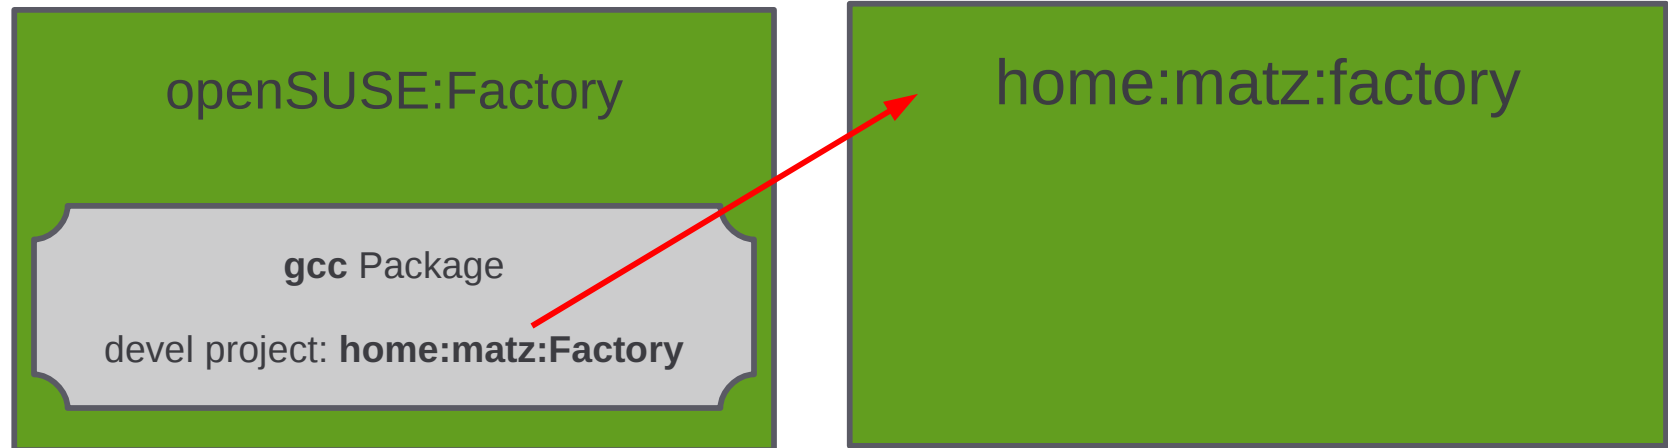 openSUSE:Factory
gcc Package
devel project: home:matz:Factory
home:matz:factory